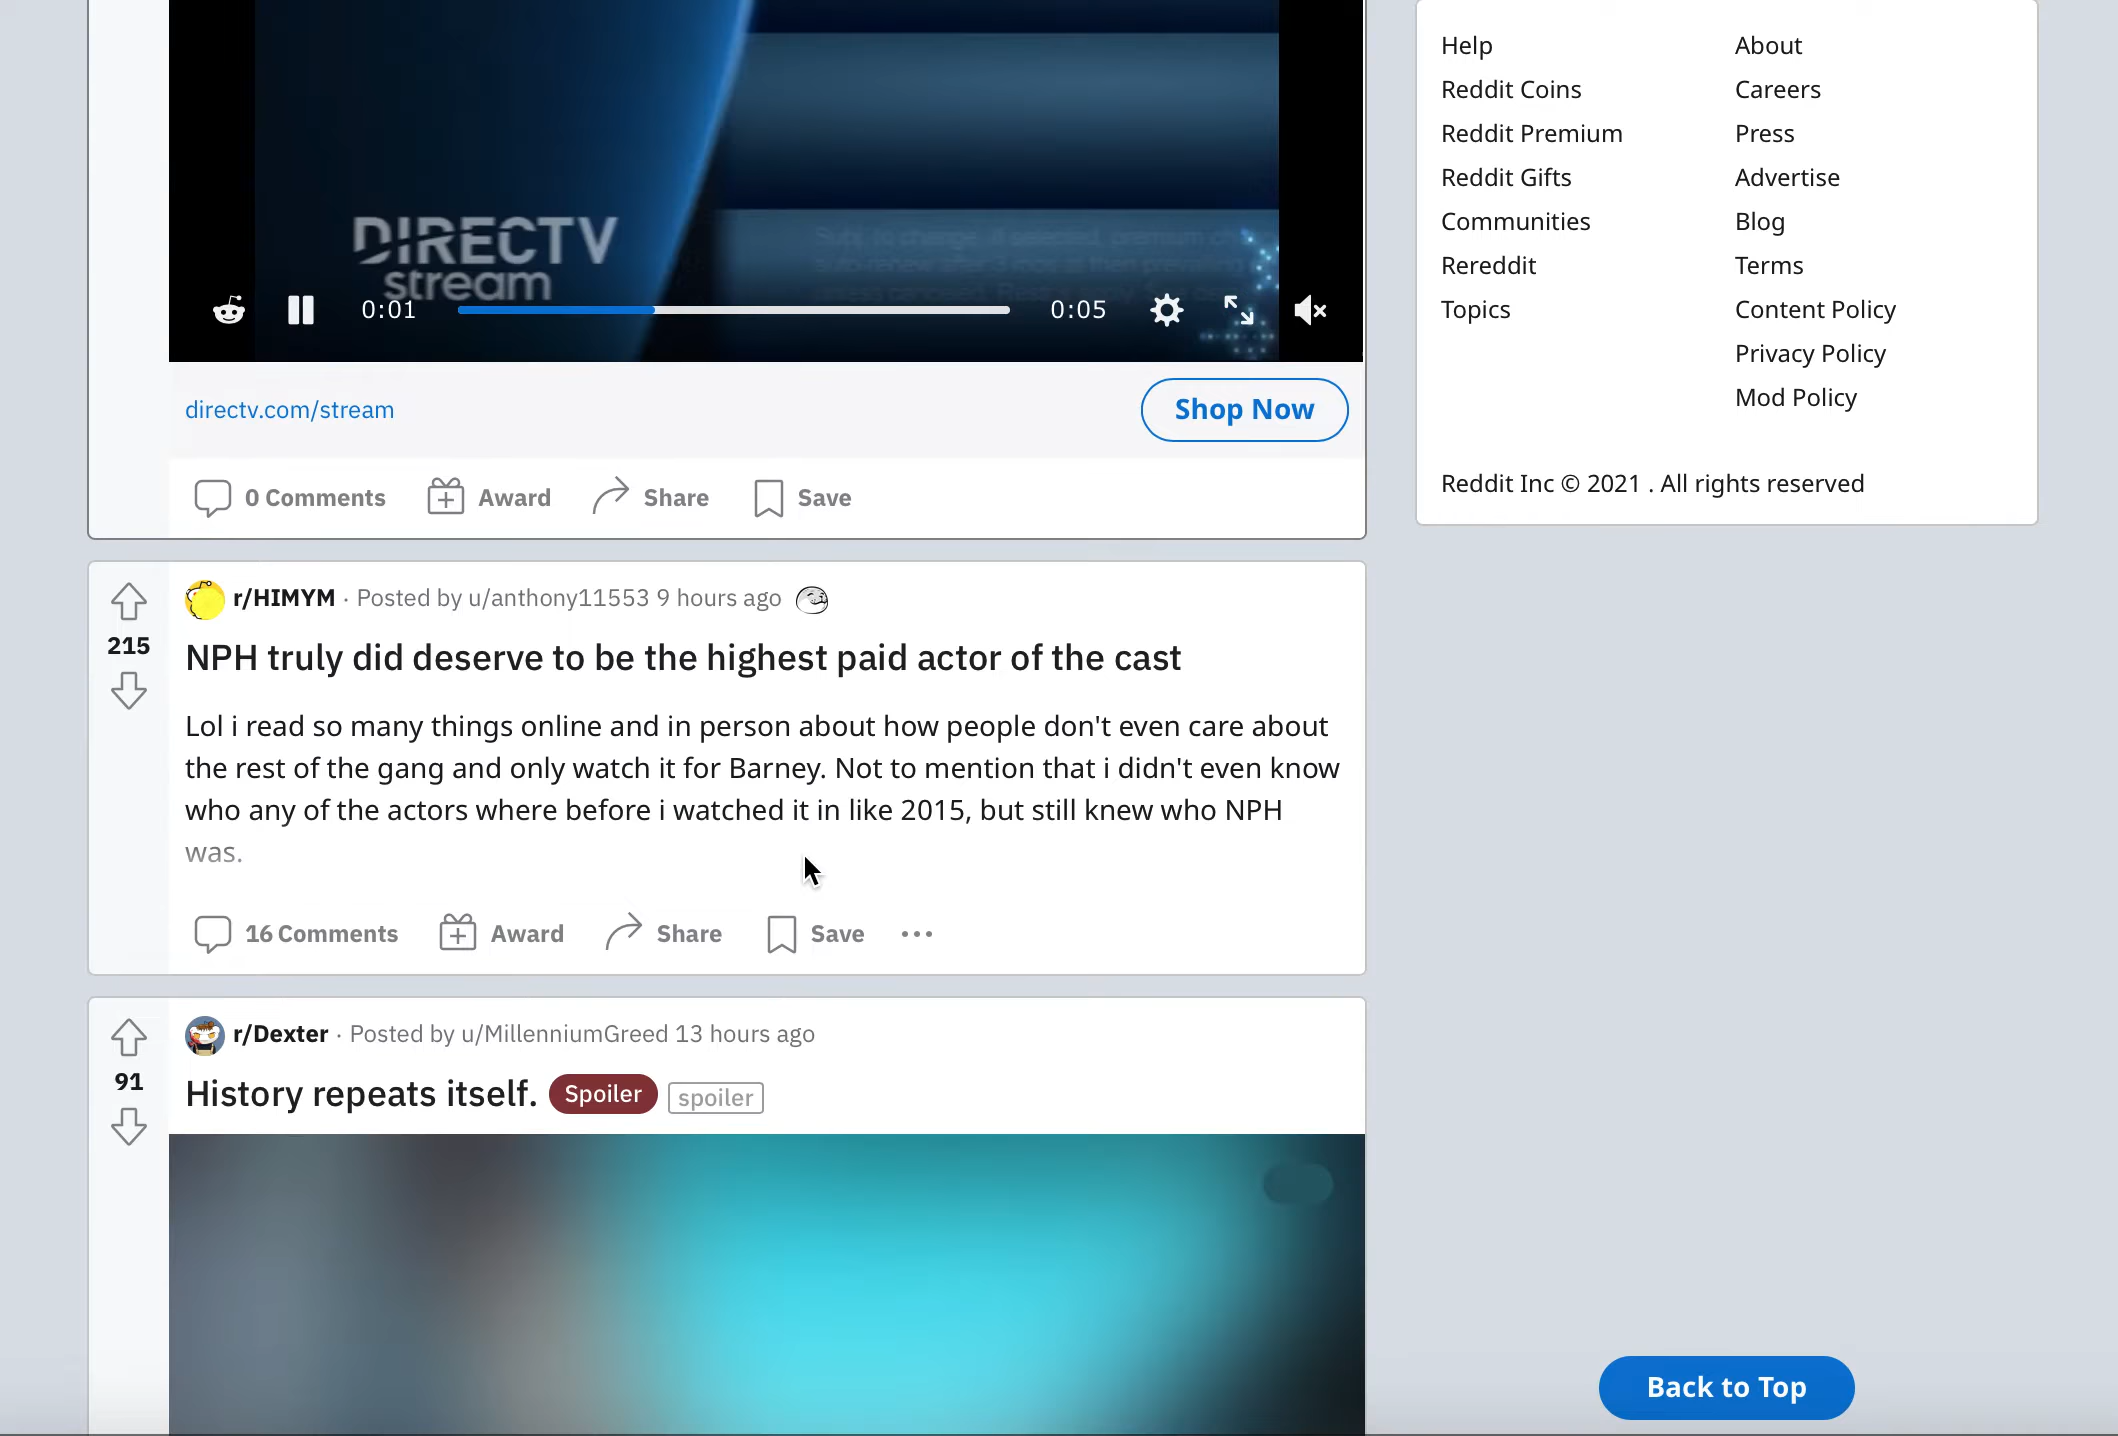 DIRECTV
stream
0:01
0:05
directv.com/stream
Shop Now
0 Comments
Award
Share
Save
r/HIMYM · Posted by u/anthony11553 9 hours ago
215
NPH truly did deserve to be the highest paid actor of the cast
Lol i read so many things online and in person about how people don't even care about
the rest of the gang and only watch it for Barney. Not to mention that i didn't even know
who any of the actors where before i watched it in like 2015, but still knew who NPH
was.
16 Comments
Award
Share
Save
r/Dexter · Posted by u/MillenniumGreed 13 hours ago
91
History repeats itself. Spoiler spoiler
Help
Reddit Coins
Reddit Premium
Reddit Gifts
Communities
Rereddit
Topics
About
Careers
Press
Advertise
Blog
Terms
Content Policy
Privacy Policy
Mod Policy
Reddit Inc © 2021 . All rights reserved
Back to Top